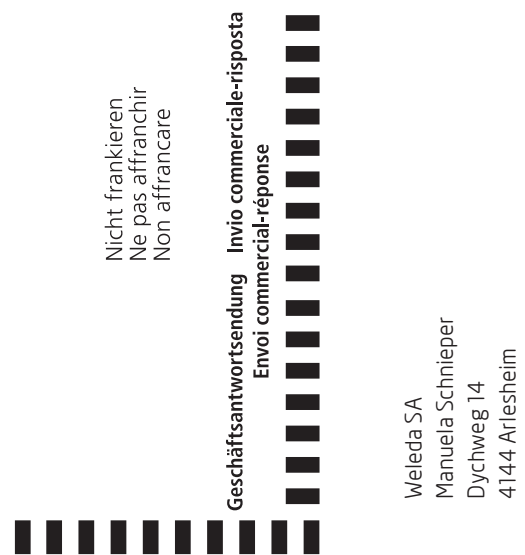 Nicht frankieren
Ne pas affranchir
Non affrancare
Geschäftsantwortsendung Invio commerciale-risposta
Envoi commercial-réponse
Weleda SA
Manuela Schnieper
Dychweg 14
4144 Arlesheim